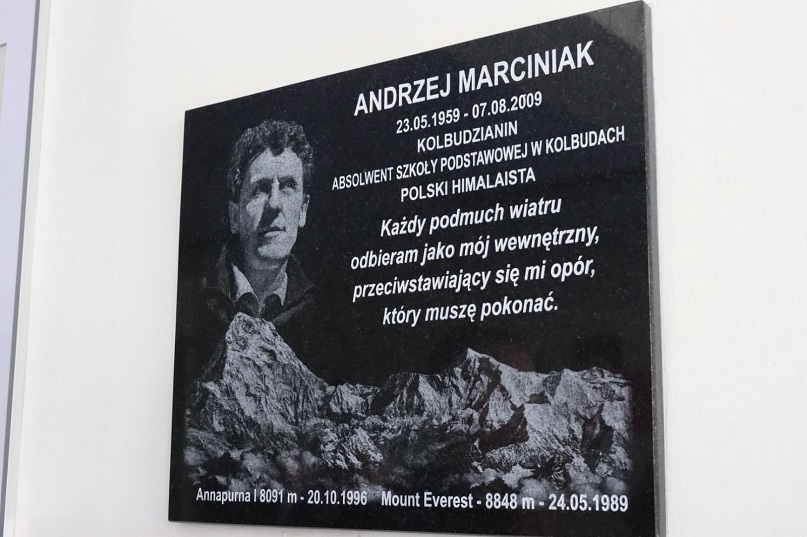 ANDRZEJ MARCINIAK
23.05.1959 - 07.08.2009
KOLBUDZIANIN
ABSOLWENT SZKOŁY PODSTAWOWEJ W KOLBUDACH
POLSKI HIMALAISTA
Każdy podmuch wiatru
odbieram jako mój wewnętrzny,
przeciwstawiający się mi opór,
który muszę pokonać.
Annapurna I 8091 m - 20.10.1996 Mount Everest - 8848 m - 24.05.1989